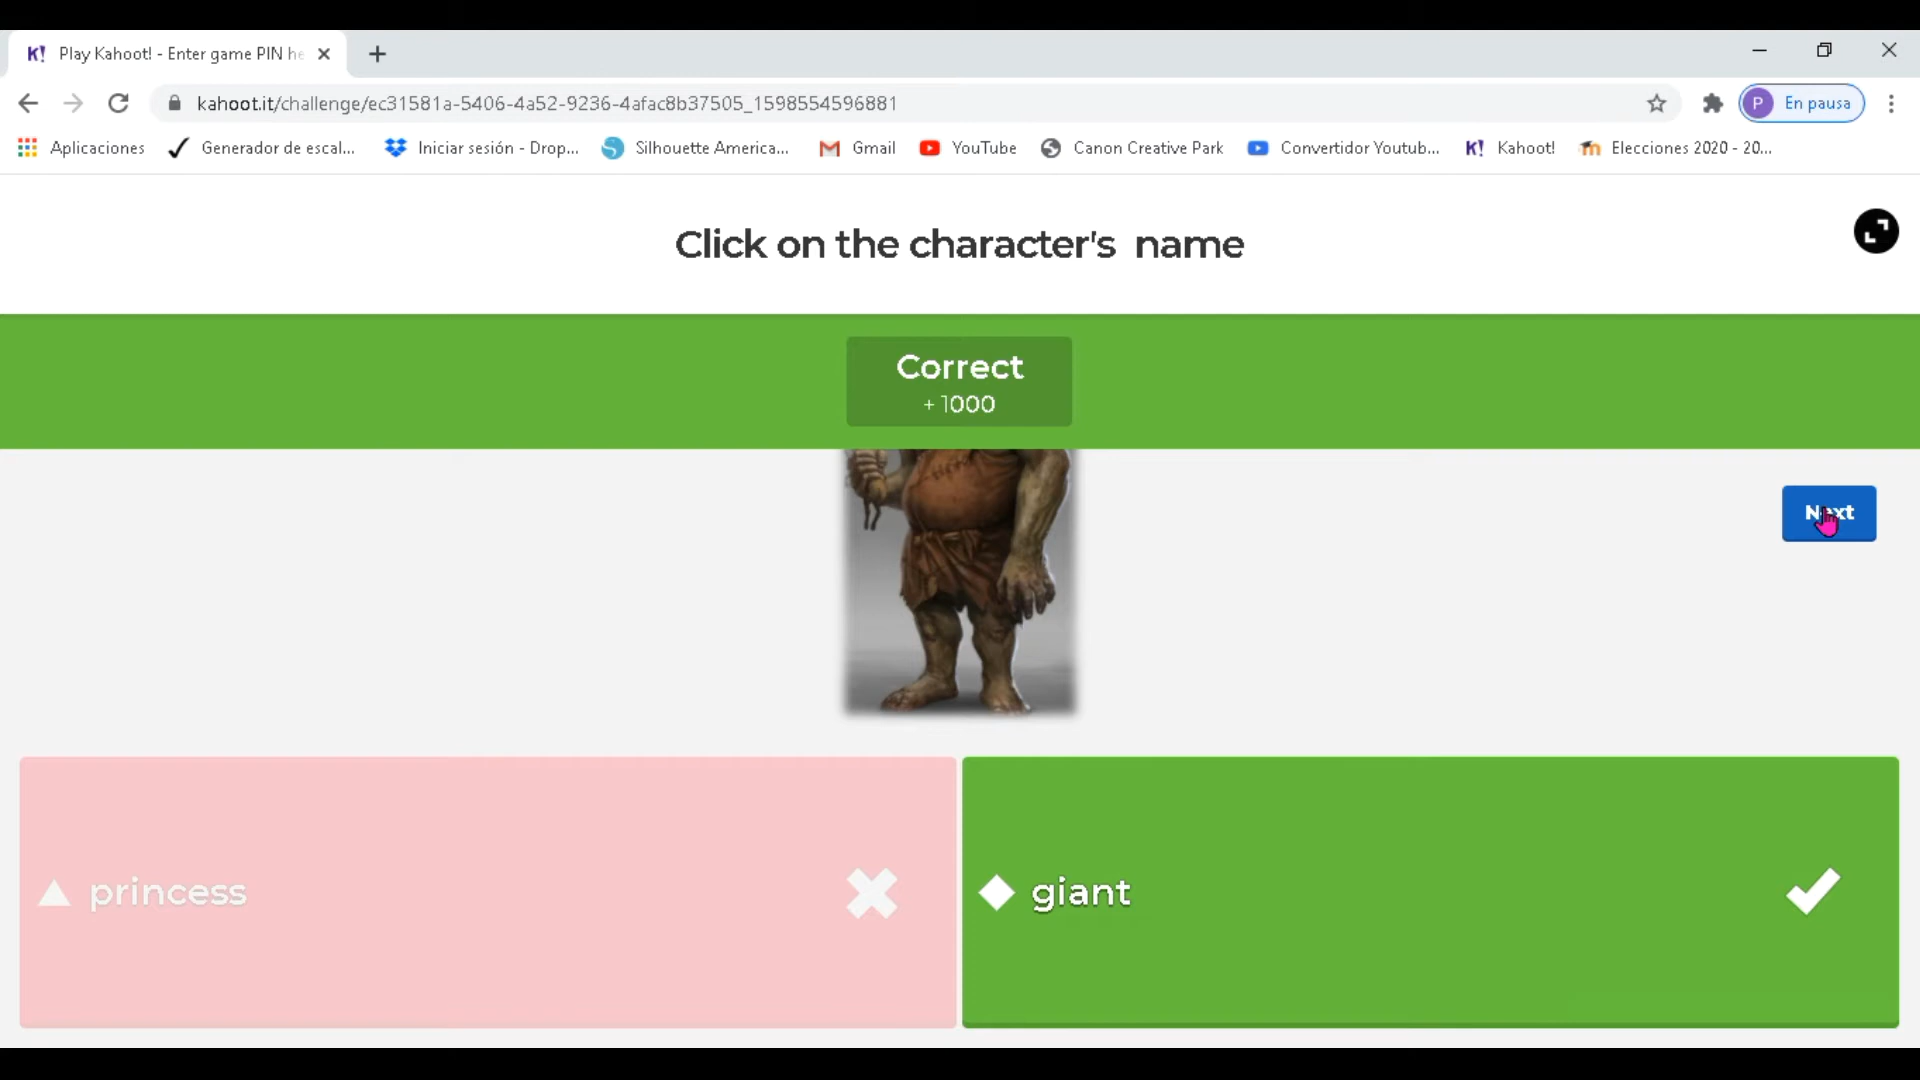 K! Play Kahoot! - Enter game PIN he
kahoot.it/challenge/ec31581a-5406-4a52-9236-4afac8b37505_1598554596881
P En pausa
Aplicaciones Generador de escal... Iniciar sesión - Drop... Silhouette America... Gmail YouTube Canon Creative Park Convertidor Youtub... K! Kahoot! Elecciones 2020 - 20...
Click on the character's name
Correct
+ 1000
Next
princess
giant